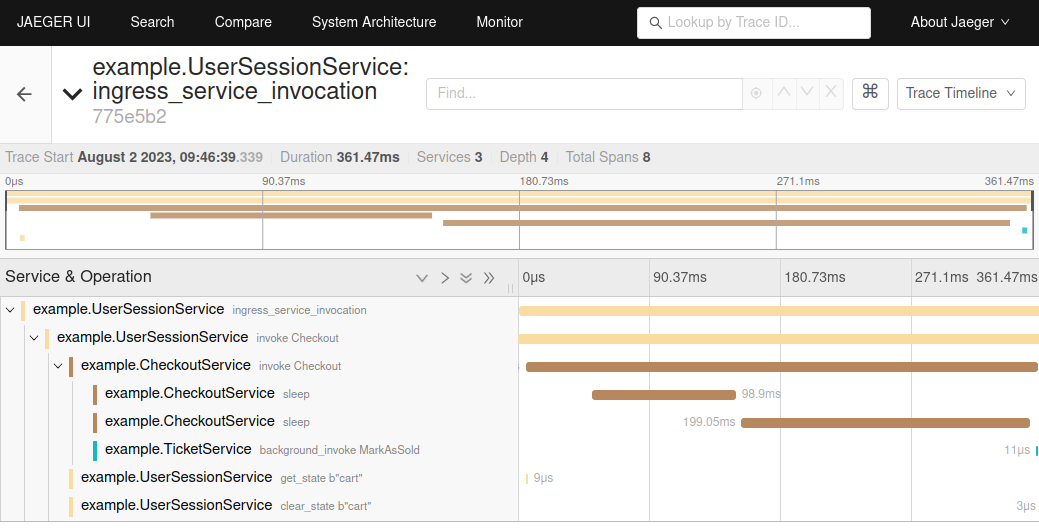 JAEGER UI Search Compare System Architecture Monitor Lookup by Trace ID... About Jaeger
example.UserSessionService:
ingress_service_invocation
775e5b2
Find... ⌘ Trace Timeline
Trace Start August 2 2023, 09:46:39.339 Duration 361.47ms Services 3 Depth 4 Total Spans 8
0μs 90.37ms 180.73ms 271.1ms 361.47ms
Service & Operation 0μs 90.37ms 180.73ms 271.1ms 361.47ms
example.UserSessionService ingress_service_invocation
example.UserSessionService invoke Checkout
example.CheckoutService invoke Checkout
example.CheckoutService sleep 98.9ms
example.CheckoutService sleep 199.05ms
example.TicketService background_invoke MarkAsSold 11μs
example.UserSessionService get_state b"cart" 9μs
example.UserSessionService clear_state b"cart" 3μs